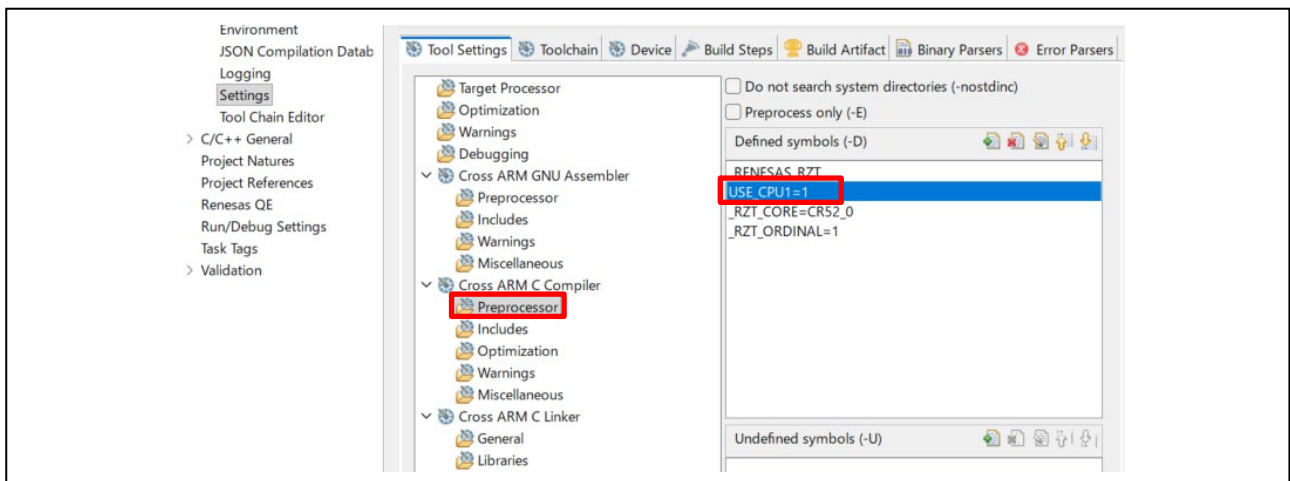 Environment
JSON Compilation Datab
Logging
Settings
Tool Chain Editor
C/C++ General
Project Natures
Project References
Renesas QE
Run/Debug Settings
Task Tags
Validation
Tool Settings Toolchain Device Build Steps Build Artifact Binary Parsers Error Parsers
Target Processor
Optimization
Warnings
Debugging
Cross ARM GNU Assembler
Preprocessor
Includes
Warnings
Miscellaneous
Cross ARM C Compiler
Preprocessor
Includes
Optimization
Warnings
Miscellaneous
Cross ARM C Linker
General
Libraries
Do not search system directories (-nostdinc)
Preprocess only (-E)
Defined symbols (-D)
_RENESAS_RZT_
USE_CPU1=1
_RZT_CORE=CR52_0
_RZT_ORDINAL=1
Undefined symbols (-U)